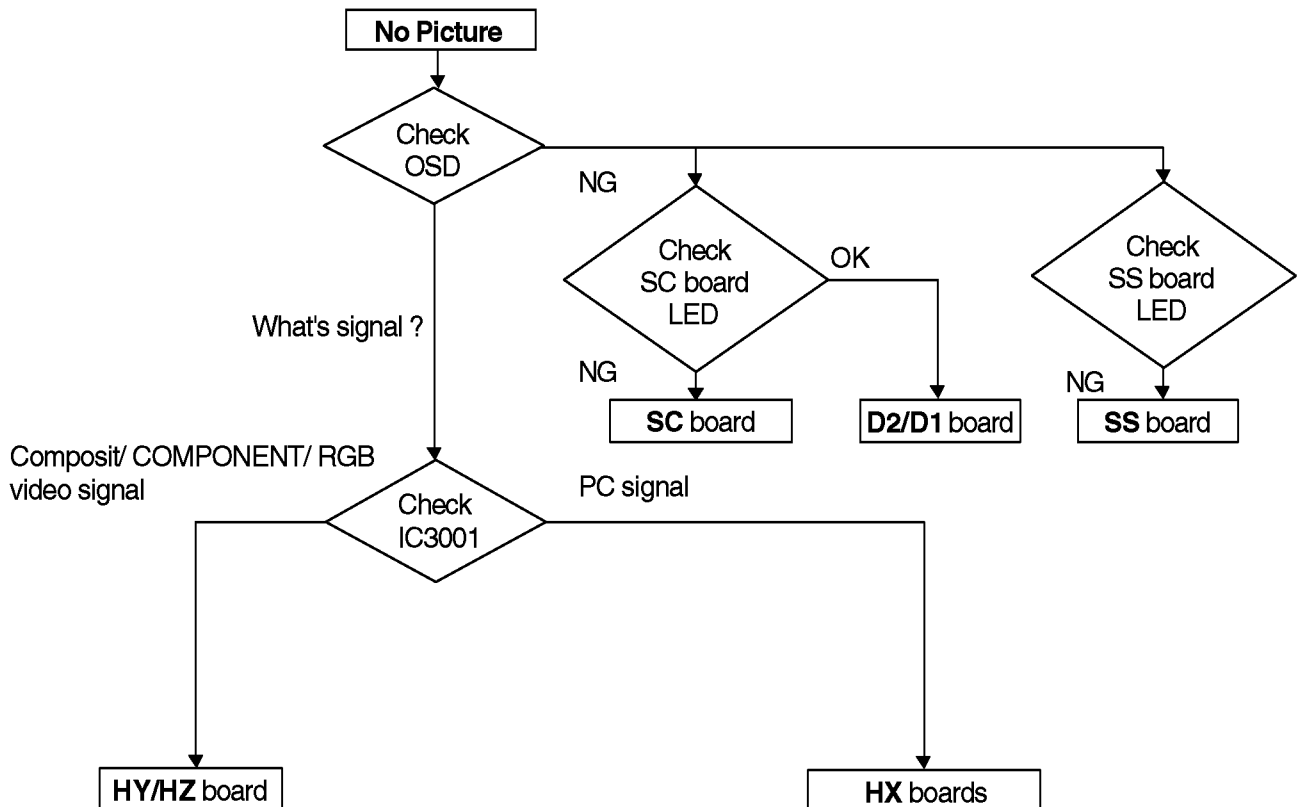 No Picture
Check
OSD
NG
Check
SC board
LED
OK
Check
SS board
LED
What's signal ?
NG
NG
SC board
D2/D1 board
SS board
Composit/ COMPONENT/ RGB
video signal
PC signal
Check
IC3001
HY/HZ board
HX boards